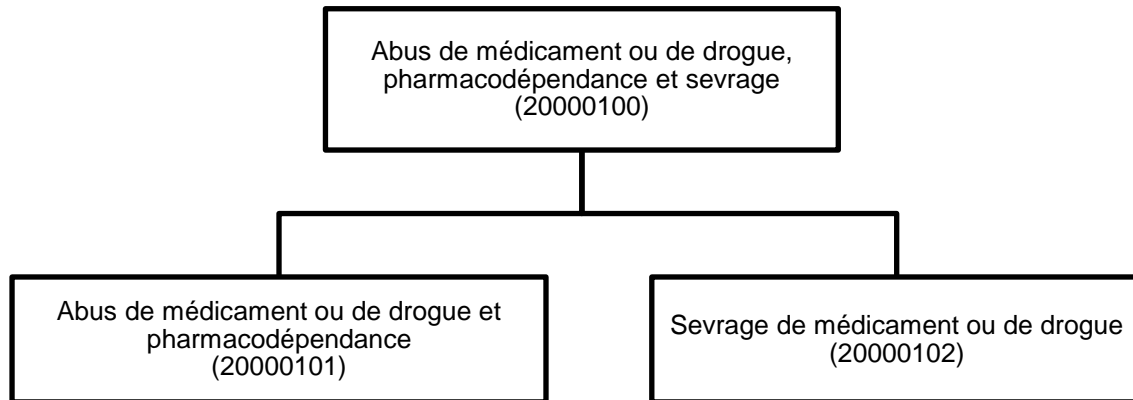 Abus de médicament ou de drogue,
pharmacodépendance et sevrage
(20000100)
Abus de médicament ou de drogue et
pharmacodépendance
(20000101)
Sevrage de médicament ou de drogue
(20000102)